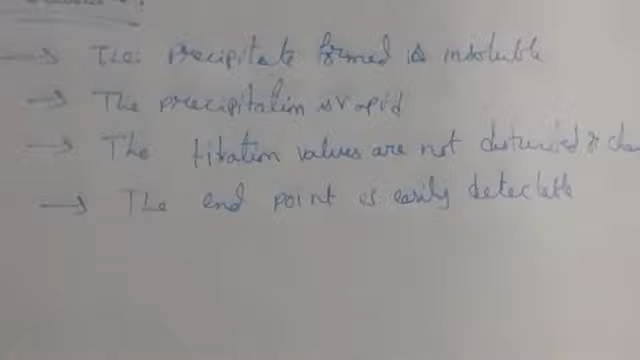 → The precipitate formed is insoluble
→ The precipitation is rapid
→ The titration values are not
→ The end point is easily detectable